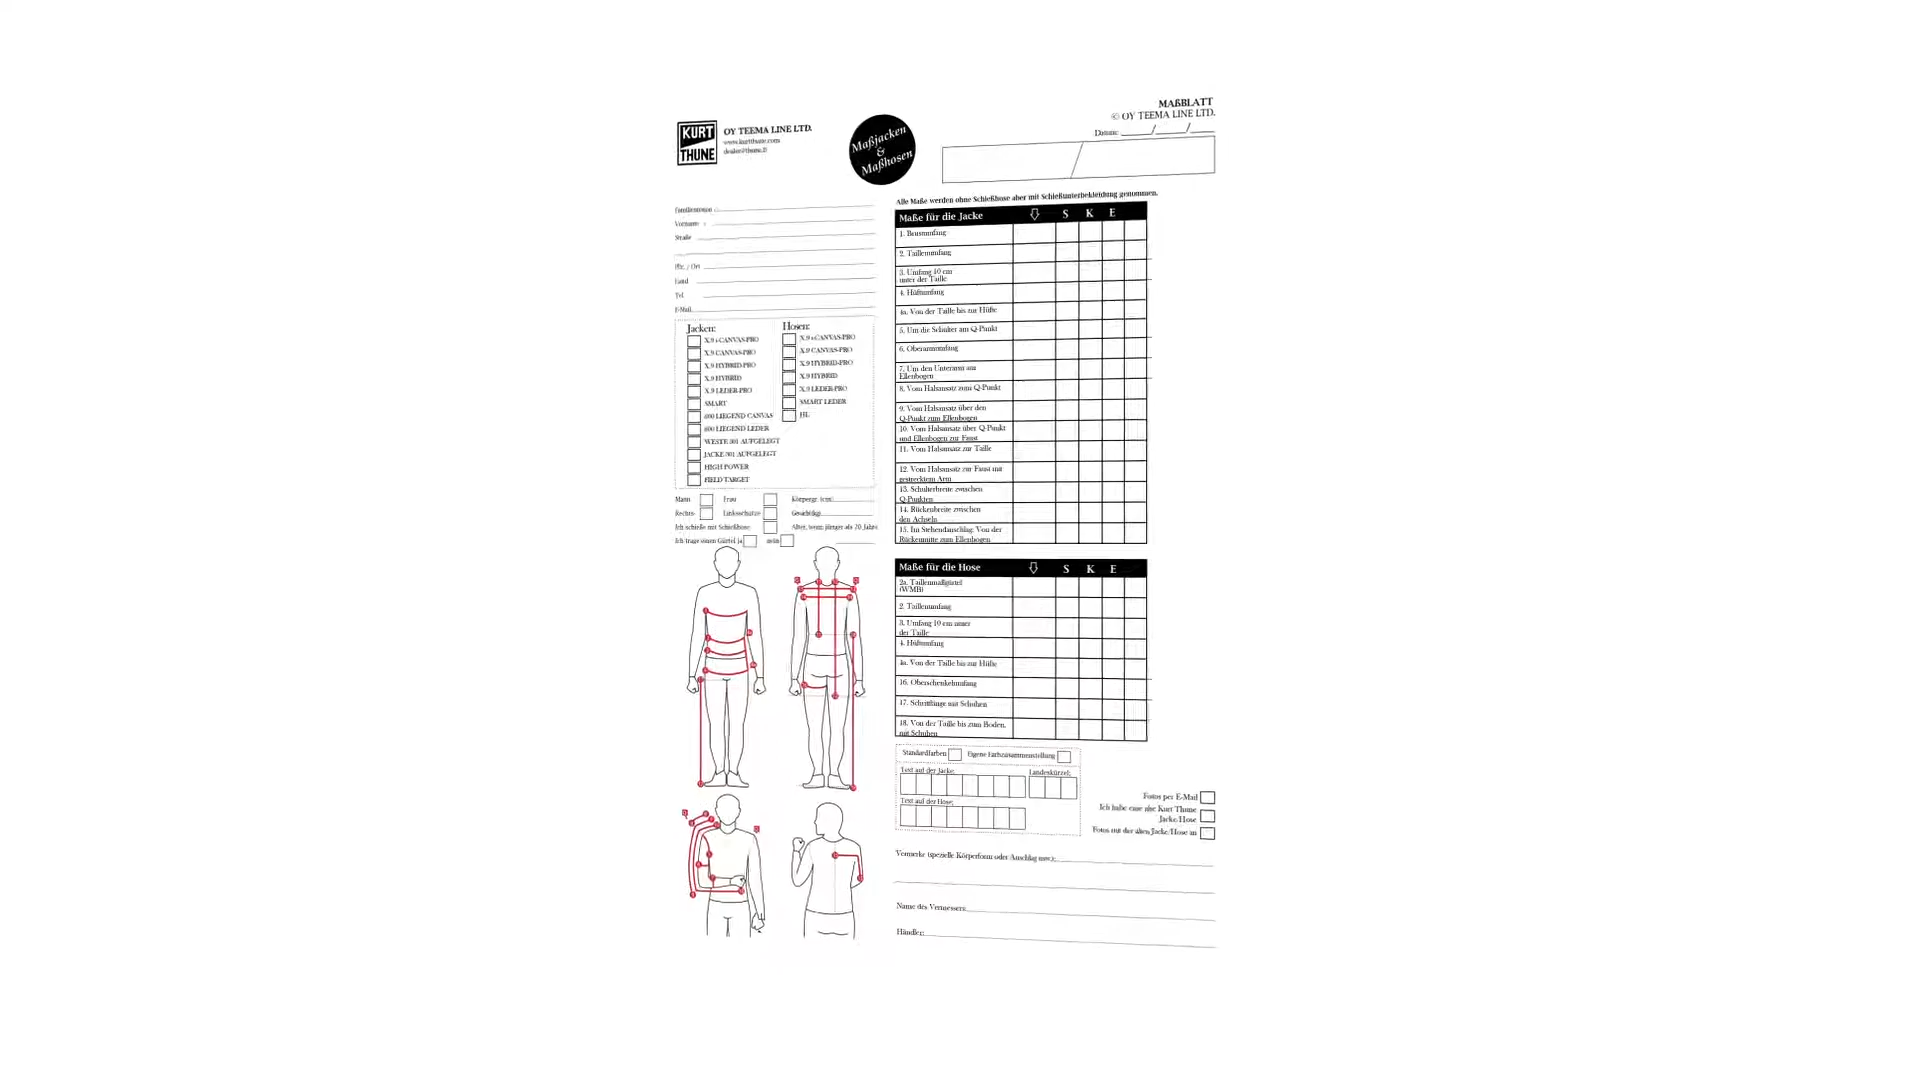 MAßBLATT
© OY TEEMA LINE LTD.
Datum: ____/____/____
KURT
THUNE
OY TEEMA LINE LTD.
www.kurtthune.com
dealer@thune.fi
Maßjacken
&
Maßhosen
Familienname :
Vorname :
Straße
Plz. / Ort
Land
Tel
E-Mail
Jacken:
X.9 e-CANVAS-PRO
X.9 CANVAS-PRO
X.9 HYBRID-PRO
X.9 HYBRID
X.9 LEDER-PRO
SMART
600 LIEGEND CANVAS
600 LIEGEND LEDER
WESTE 301 AUFGELEGT
JACKE 301 AUFGELEGT
HIGH POWER
FIELD TARGET
Hosen:
X.9 e-CANVAS-PRO
X.9 CANVAS-PRO
X.9 HYBRID-PRO
X.9 HYBRID
X.9 LEDER-PRO
SMART LEDER
HL
Mann Frau Körpergr. (cm)
Rechts- Linksschütze Gewicht(kg)
Ich schieße mit Schießhose Alter, wenn jünger als 20 Jahre
Ich trage einen Gürtel ja nein
Alle Maße werden ohne Schießhose aber mit Schießunterbekleidung genommen.
Maße für die Jacke S K E
1. Brustumfang
2. Taillenumfang
3. Umfang 10 cm
unter der Taille
4. Hüftumfang
4a. Von der Taille bis zur Hüfte
5. Um die Schulter am Q-Punkt
6. Oberarmumfang
7. Um den Unterarm am
Ellenbogen
8. Vom Halsansatz zum Q-Punkt
9. Vom Halsansatz über den
Q-Punkt zum Ellenbogen
10. Vom Halsansatz über Q-Punkt
und Ellenbogen zur Faust
11. Vom Halsansatz zur Taille
12. Vom Halsansatz zur Faust mit
gestrecktem Arm
13. Schulterbreite zwischen
Q-Punkten
14. Rückenbreite zwischen
den Achseln
15. Im Stehendanschlag: Von der
Rückenmitte zum Ellenbogen
Maße für die Hose S K E
2a. Taillenmaßgürtel
(WMB)
2. Taillenumfang
3. Umfang 10 cm unter
der Taille
4. Hüftumfang
4a. Von der Taille bis zur Hüfte
16. Oberschenkelumfang
17. Schrittlänge mit Schuhen
18. Von der Taille bis zum Boden,
mit Schuhen
Standardfarben Eigene Farbzusammenstellung
Text auf der Jacke: Landeskürzel:
Text auf der Hose:
Fotos per E-Mail
Ich habe eine alte Kurt Thune
Jacke/Hose
Fotos mit der alten Jacke/Hose an
Vermerke (spezielle Körperform oder Anschlag usw.):
Name des Vermessers:
Händler: